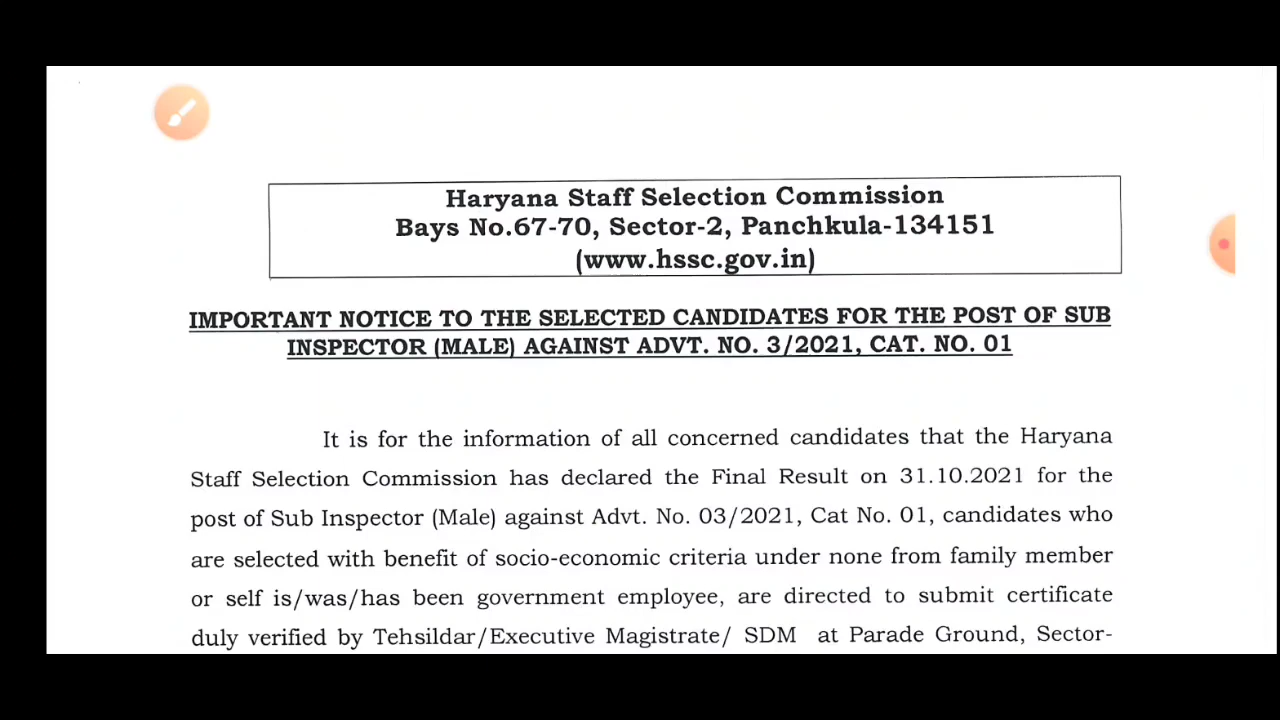 Haryana Staff Selection Commission
Bays No.67-70, Sector-2, Panchkula-134151
(www.hssc.gov.in)
IMPORTANT NOTICE TO THE SELECTED CANDIDATES FOR THE POST OF SUB
INSPECTOR (MALE) AGAINST ADVT. NO. 3/2021, CAT. NO. 01
It is for the information of all concerned candidates that the Haryana
Staff Selection Commission has declared the Final Result on 31.10.2021 for the
post of Sub Inspector (Male) against Advt. No. 03/2021, Cat No. 01, candidates who
are selected with benefit of socio-economic criteria under none from family member
or self is/was/has been government employee, are directed to submit certificate
duly verified by Tehsildar/Executive Magistrate/ SDM at Parade Ground, Sector-